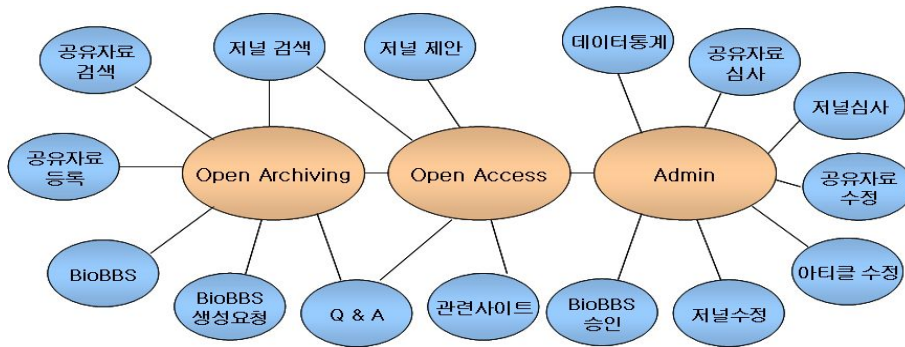 공유자료
검색
저널 검색
저널 제안
데이터통계
공유자료
심사
저널심사
공유자료
등록
Open Archiving
Open Access
Admin
공유자료
수정
BioBBS
BioBBS
생성요청
Q & A
관련사이트
BioBBS
승인
저널수정
아티클 수정